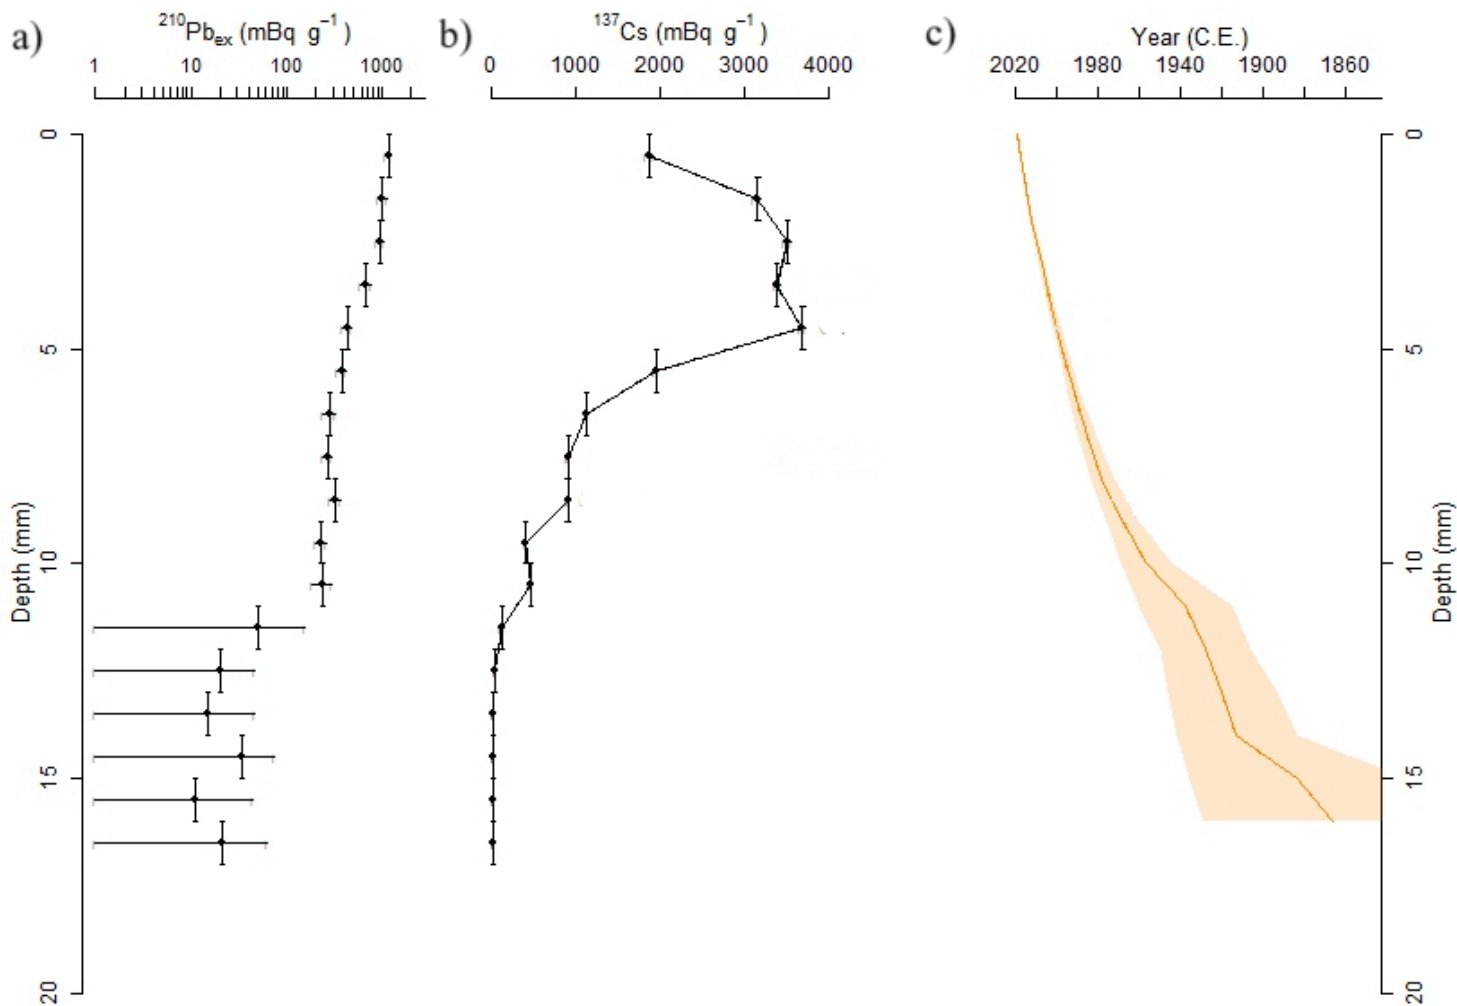 a) ²¹⁰Pbₑₓ (mBq g⁻¹)
1 10 100 1000
b) ¹³⁷Cs (mBq g⁻¹)
0 1000 2000 3000 4000
c) Year (C.E.)
2020 1980 1940 1900 1860
Depth (mm)
0
5
10
15
20
Depth (mm)
0
5
10
15
20